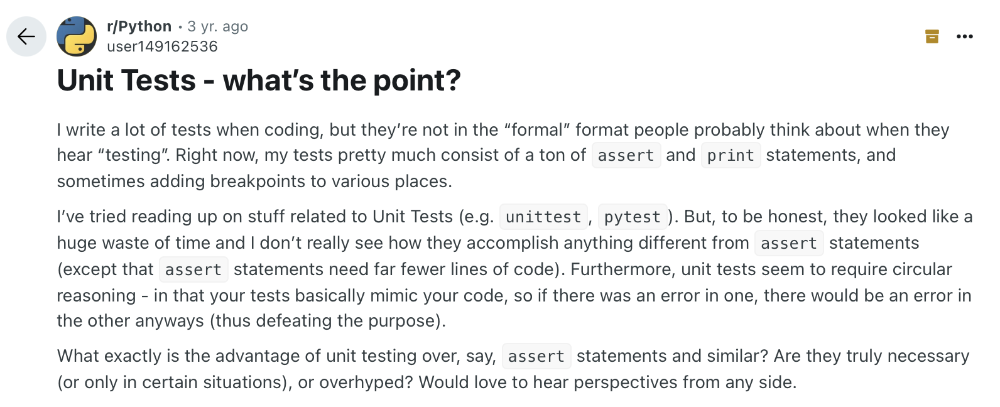 r/Python • 3 yr. ago
user149162536
Unit Tests - what’s the point?
I write a lot of tests when coding, but they’re not in the “formal” format people probably think about when they
hear “testing”. Right now, my tests pretty much consist of a ton of assert and print statements, and
sometimes adding breakpoints to various places.
I’ve tried reading up on stuff related to Unit Tests (e.g. unittest, pytest). But, to be honest, they looked like a
huge waste of time and I don’t really see how they accomplish anything different from assert statements
(except that assert statements need far fewer lines of code). Furthermore, unit tests seem to require circular
reasoning - in that your tests basically mimic your code, so if there was an error in one, there would be an error in
the other anyways (thus defeating the purpose).
What exactly is the advantage of unit testing over, say, assert statements and similar? Are they truly necessary
(or only in certain situations), or overhyped? Would love to hear perspectives from any side.